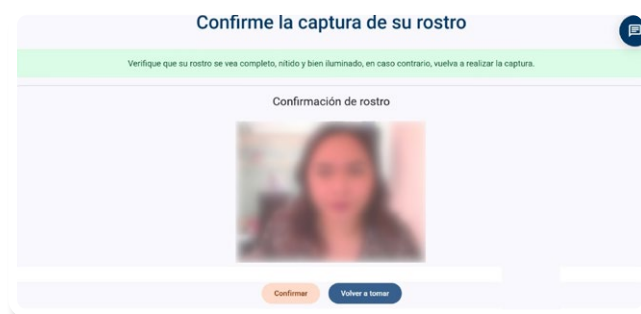 Confirme la captura de su rostro
Verifique que su rostro se vea completo, nítido y bien iluminado, en caso contrario, vuelva a realizar la captura.
Confirmación de rostro
Confirmar
Volver a tomar